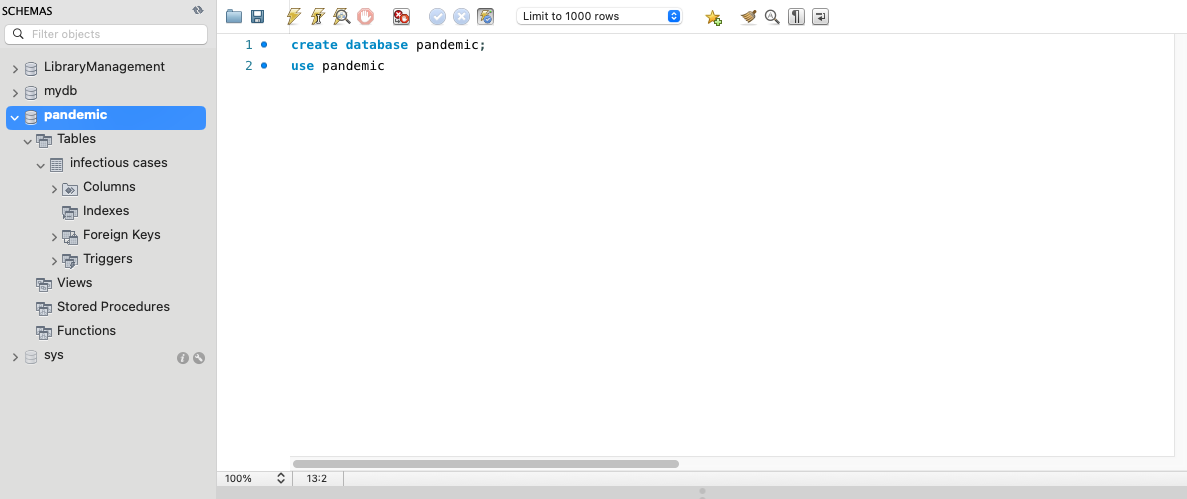 SCHEMAS
Filter objects
LibraryManagement
mydb
pandemic
Tables
infectious cases
Columns
Indexes
Foreign Keys
Triggers
Views
Stored Procedures
Functions
sys
Limit to 1000 rows
1 create database pandemic;
2 use pandemic
100% 13:2